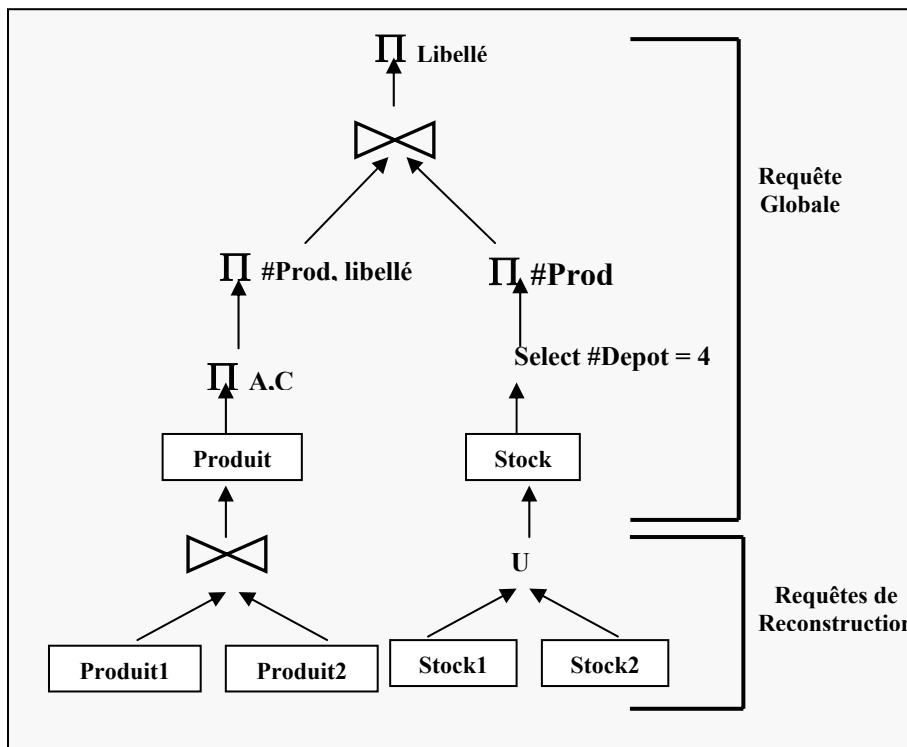 ∏ Libellé
Requête
Globale
∏ #Prod, libellé
∏ #Prod
Select #Depot = 4
∏ A,C
Produit
Stock
U
Requêtes de
Reconstruction
Produit1
Produit2
Stock1
Stock2